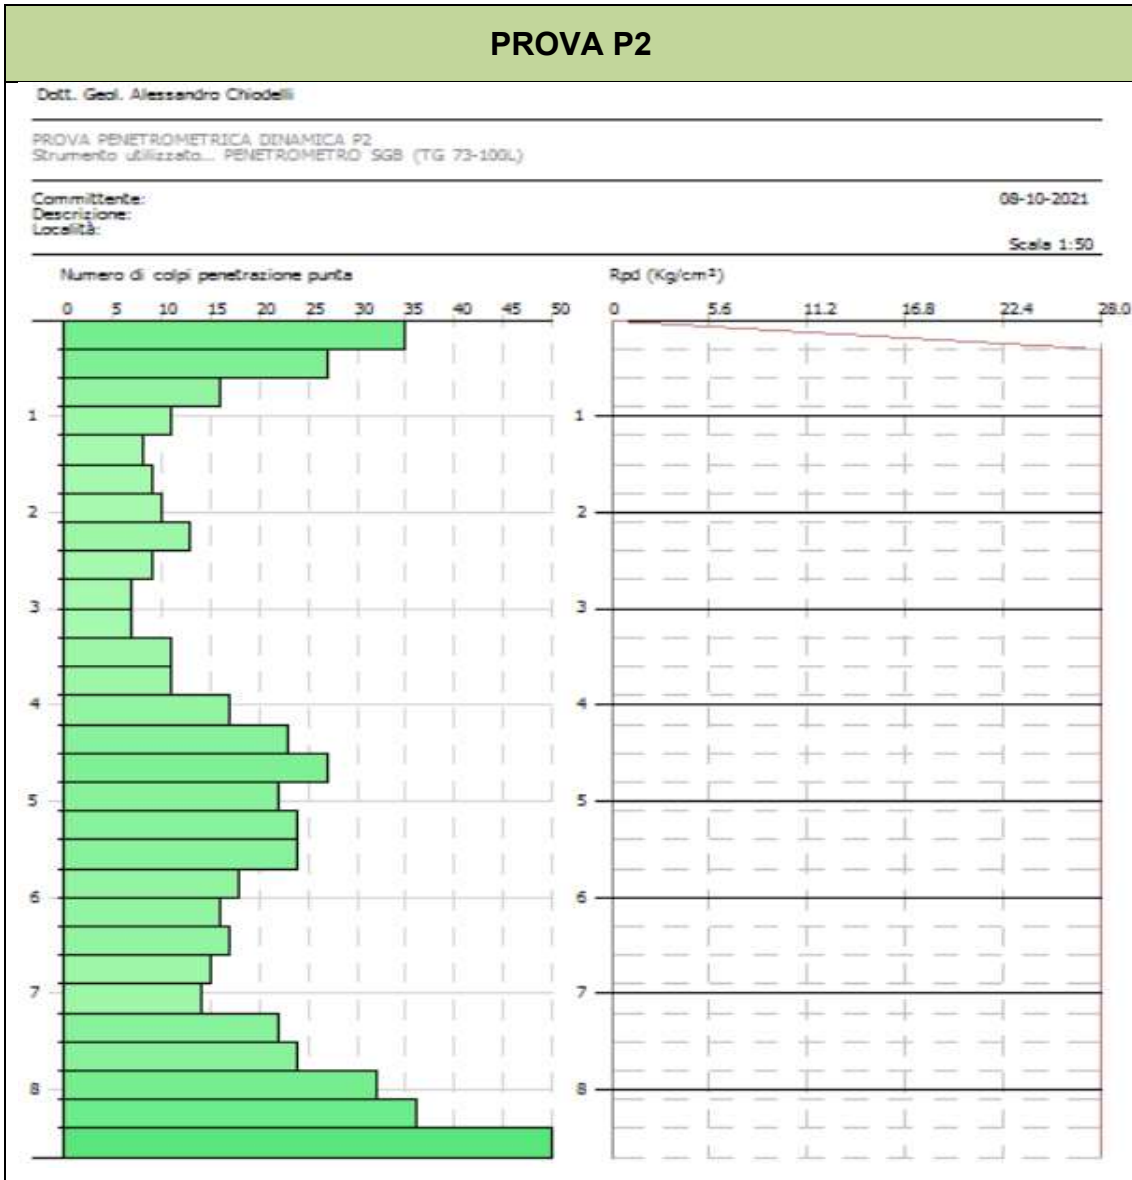 PROVA P2
Dott. Geol. Alessandro Chiodelli
PROVA PENETROMETRICA DINAMICA P2
Strumento utilizzato... PENETROMETRO SGB (TG 73-100L)
Committente:
08-10-2021
Descrizione:
Località:
Scala 1:50
Numero di colpi penetrazione punta
Rpd (Kg/cm²)
0 5 10 15 20 25 30 35 40 45 50
0 5.6 11.2 16.8 22.4 28.0
1 1
2 2
3 3
4 4
5 5
6 6
7 7
8 8